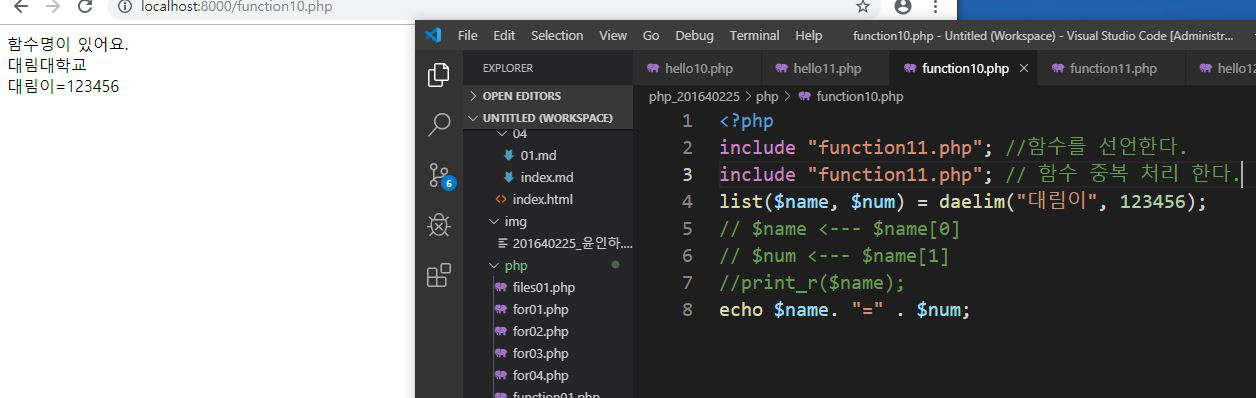 localhost:8000/function10.php
함수명이 있어요.
대림대학교
대림이=123456
File Edit Selection View Go Debug Terminal Help function10.php - Untitled (Workspace) - Visual Studio Code [Administr...
EXPLORER
OPEN EDITORS
UNTITLED (WORKSPACE)
04
01.md
index.md
index.html
img
201640225_윤인하....
php
files01.php
for01.php
for02.php
for03.php
for04.php
function01.php
6
hello10.php hello11.php function10.php function11.php hello12
php_201640225 > php > function10.php
1 <?php
2 include "function11.php"; //함수를 선언한다.
3 include "function11.php"; // 함수 중복 처리 한다.
4 list($name, $num) = daelim("대림이", 123456);
5 // $name <--- $name[0]
6 // $num <--- $name[1]
7 //print_r($name);
8 echo $name. "=" . $num;